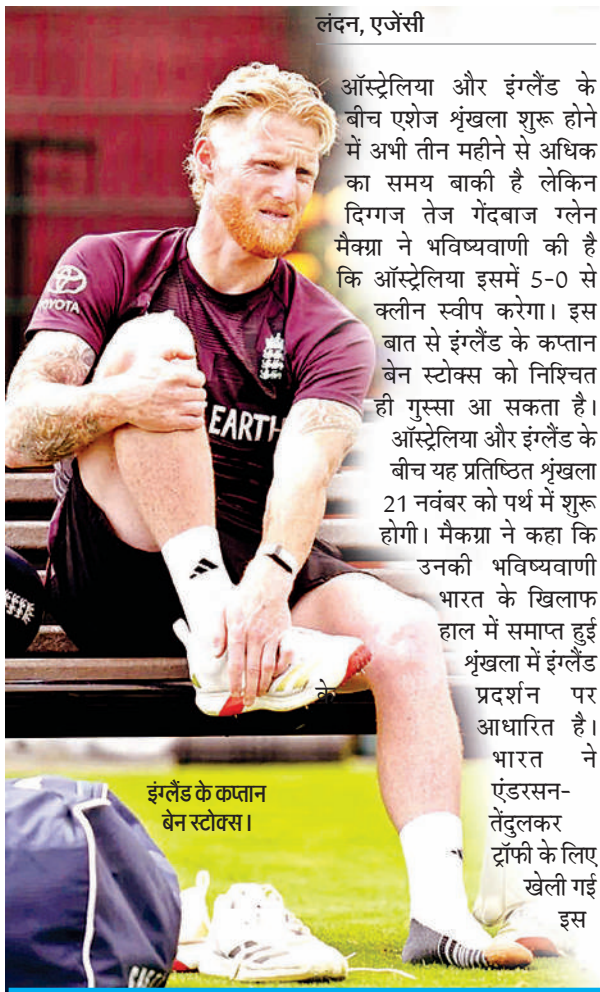 लंदन, एजेंसी
ऑस्ट्रेलिया और इंग्लैंड के
बीच एशेज शृंखला शुरू होने
में अभी तीन महीने से अधिक
का समय बाकी है लेकिन
दिग्गज तेज गेंदबाज ग्लेन
मैक्ग्रा ने भविष्यवाणी की है
कि ऑस्ट्रेलिया इसमें 5-0 से
क्लीन स्वीप करेगा। इस
बात से इंग्लैंड के कप्तान
बेन स्टोक्स को निश्चित
ही गुस्सा आ सकता है।
ऑस्ट्रेलिया और इंग्लैंड के
बीच यह प्रतिष्ठित शृंखला
21 नवंबर को पर्थ में शुरू
होगी। मैकग्रा ने कहा कि
उनकी भविष्यवाणी
भारत के खिलाफ
हाल में समाप्त हुई
शृंखला में इंग्लैंड
के प्रदर्शन पर
आधारित है।
भारत ने
एंडरसन-
तेंदुलकर
ट्रॉफी के लिए
खेली गई
इस
इंग्लैंड के कप्तान
बेन स्टोक्स।
TOYOTA
EARTH